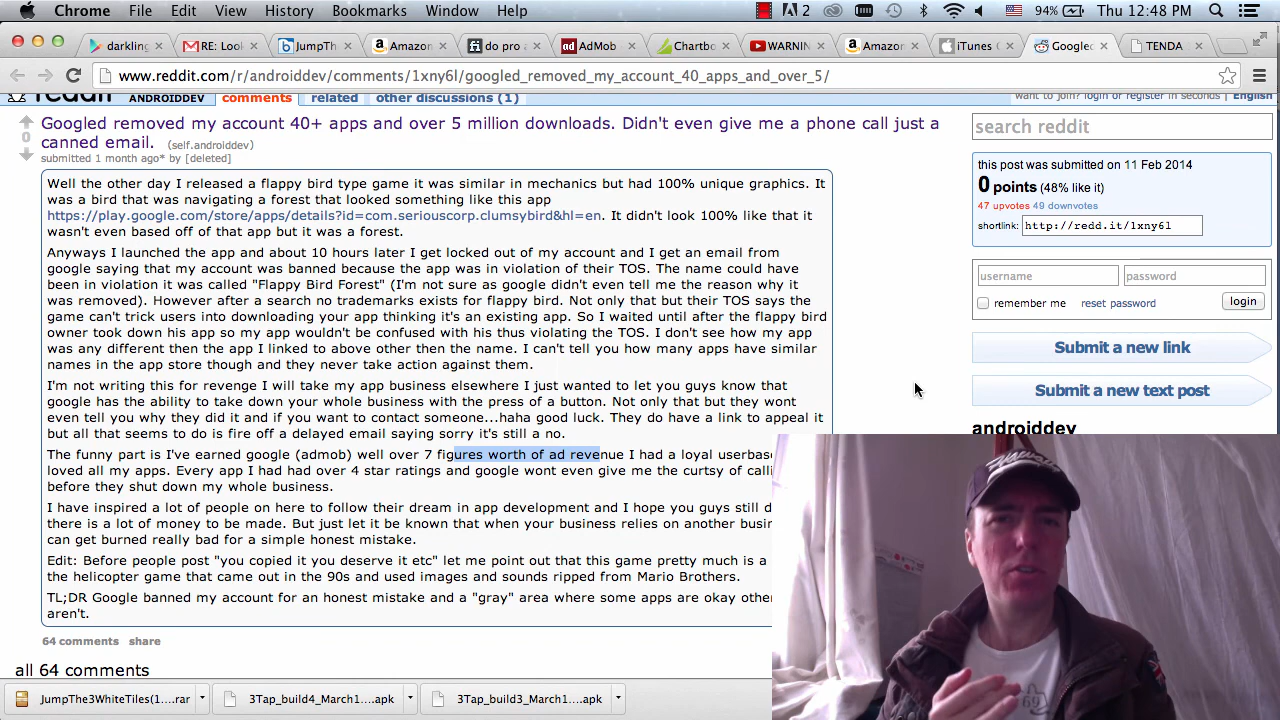 Chrome File Edit View History Bookmarks Window Help 2 94% Thu 12:48 PM
darkling RE: Loo JumpTh Amazon do pro a AdMob Chartbo WARNIN Amazon iTunes C Googled TENDA
www.reddit.com/r/androiddev/comments/1xny6l/googled_removed_my_account_40_apps_and_over_5/
reddit ANDROIDDEV comments related other discussions (1) want to join? login or register in seconds | English
Googled removed my account 40+ apps and over 5 million downloads. Didn't even give me a phone call just a
canned email. (self.androiddev)
0
submitted 1 month ago* by [deleted]
Well the other day I released a flappy bird type game it was similar in mechanics but had 100% unique graphics. It
was a bird that was navigating a forest that looked something like this app
https://play.google.com/store/apps/details?id=com.seriouscorp.clumsybird&hl=en. It didn't look 100% like that it
wasn't even based off of that app but it was a forest.
Anyways I launched the app and about 10 hours later I get locked out of my account and I get an email from
google saying that my account was banned because the app was in violation of their TOS. The name could have
been in violation it was called "Flappy Bird Forest" (I'm not sure as google didn't even tell me the reason why it
was removed). However after a search no trademarks exists for flappy bird. Not only that but their TOS says the
game can't trick users into downloading your app thinking it's an existing app. So I waited until after the flappy bird
owner took down his app so my app wouldn't be confused with his thus violating the TOS. I don't see how my app
was any different then the app I linked to above other then the name. I can't tell you how many apps have similar
names in the app store though and they never take action against them.
I'm not writing this for revenge I will take my app business elsewhere I just wanted to let you guys know that
google has the ability to take down your whole business with the press of a button. Not only that but they wont
even tell you why they did it and if you want to contact someone...haha good luck. They do have a link to appeal it
but all that seems to do is fire off a delayed email saying sorry it's still a no.
The funny part is I've earned google (admob) well over 7 figures worth of ad revenue I had a loyal userbase
loved all my apps. Every app I had had over 4 star ratings and google wont even give me the curtsy of calli
before they shut down my whole business.
I have inspired a lot of people on here to follow their dream in app development and I hope you guys still d
there is a lot of money to be made. But just let it be known that when your business relies on another busin
can get burned really bad for a simple honest mistake.
Edit: Before people post "you copied it you deserve it etc" let me point out that this game pretty much is a
the helicopter game that came out in the 90s and used images and sounds ripped from Mario Brothers.
TL;DR Google banned my account for an honest mistake and a "gray" area where some apps are okay other
aren't.
64 comments share
all 64 comments
search reddit
this post was submitted on 11 Feb 2014
0 points (48% like it)
47 upvotes 49 downvotes
shortlink: http://redd.it/1xny6l
username password
remember me reset password login
Submit a new link
Submit a new text post
androiddev
JumpThe3WhiteTiles(1....rar 3Tap_build4_March1....apk 3Tap_build3_March1....apk